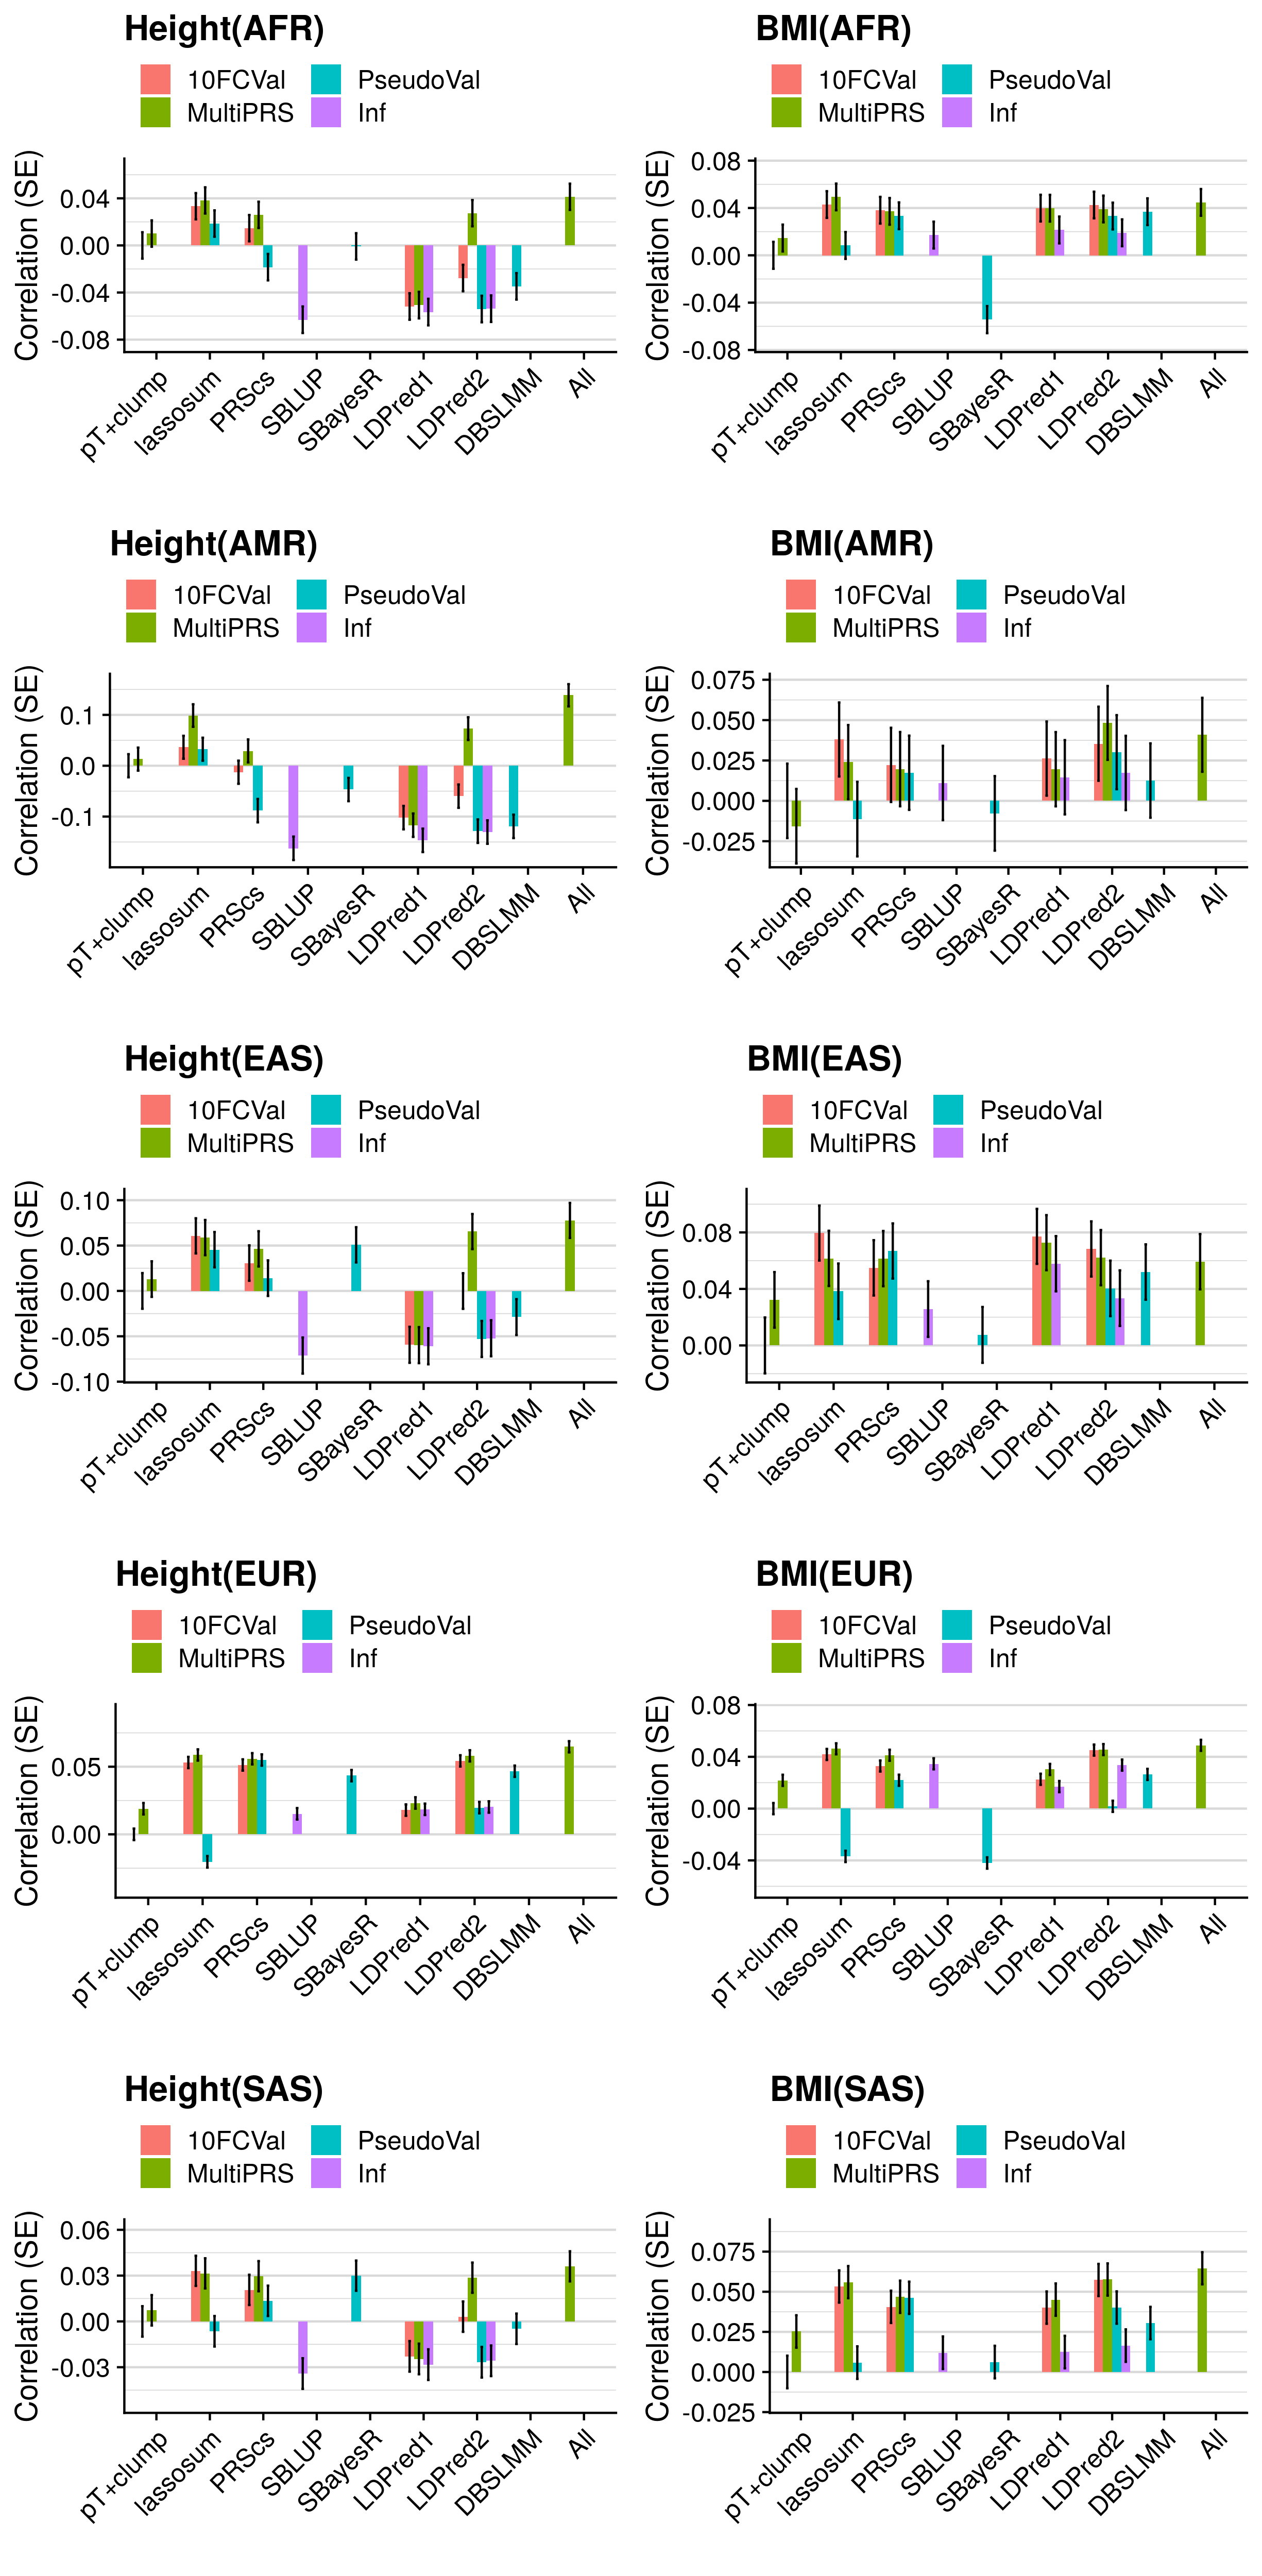 Height(AFR)
10FCVal PseudoVal
MultiPRS Inf
Correlation (SE)
0.04
0.00
-0.04
-0.08
pT+clump lassosum PRScs SBLUP SBayesR LDPred1 LDPred2 DBSLMM All
BMI(AFR)
10FCVal PseudoVal
MultiPRS Inf
Correlation (SE)
0.08
0.04
0.00
-0.04
-0.08
pT+clump lassosum PRScs SBLUP SBayesR LDPred1 LDPred2 DBSLMM All
Height(AMR)
10FCVal PseudoVal
MultiPRS Inf
Correlation (SE)
0.1
0.0
-0.1
pT+clump lassosum PRScs SBLUP SBayesR LDPred1 LDPred2 DBSLMM All
BMI(AMR)
10FCVal PseudoVal
MultiPRS Inf
Correlation (SE)
0.075
0.050
0.025
0.000
-0.025
pT+clump lassosum PRScs SBLUP SBayesR LDPred1 LDPred2 DBSLMM All
Height(EAS)
10FCVal PseudoVal
MultiPRS Inf
Correlation (SE)
0.10
0.05
0.00
-0.05
-0.10
pT+clump lassosum PRScs SBLUP SBayesR LDPred1 LDPred2 DBSLMM All
BMI(EAS)
10FCVal PseudoVal
MultiPRS Inf
Correlation (SE)
0.08
0.04
0.00
pT+clump lassosum PRScs SBLUP SBayesR LDPred1 LDPred2 DBSLMM All
Height(EUR)
10FCVal PseudoVal
MultiPRS Inf
Correlation (SE)
0.05
0.00
pT+clump lassosum PRScs SBLUP SBayesR LDPred1 LDPred2 DBSLMM All
BMI(EUR)
10FCVal PseudoVal
MultiPRS Inf
Correlation (SE)
0.08
0.04
0.00
-0.04
pT+clump lassosum PRScs SBLUP SBayesR LDPred1 LDPred2 DBSLMM All
Height(SAS)
10FCVal PseudoVal
MultiPRS Inf
Correlation (SE)
0.06
0.03
0.00
-0.03
pT+clump lassosum PRScs SBLUP SBayesR LDPred1 LDPred2 DBSLMM All
BMI(SAS)
10FCVal PseudoVal
MultiPRS Inf
Correlation (SE)
0.075
0.050
0.025
0.000
-0.025
pT+clump lassosum PRScs SBLUP SBayesR LDPred1 LDPred2 DBSLMM All